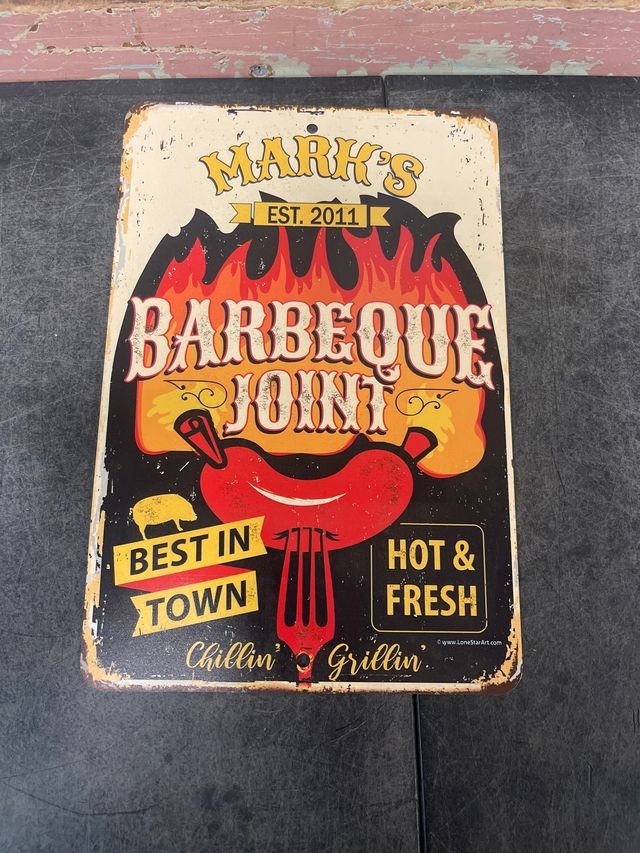 MARK'S
EST. 2011
BARBEQUE
JOINT
BEST IN
TOWN
HOT &
FRESH
© www.LoneStarArt.com
Chillin' Grillin'